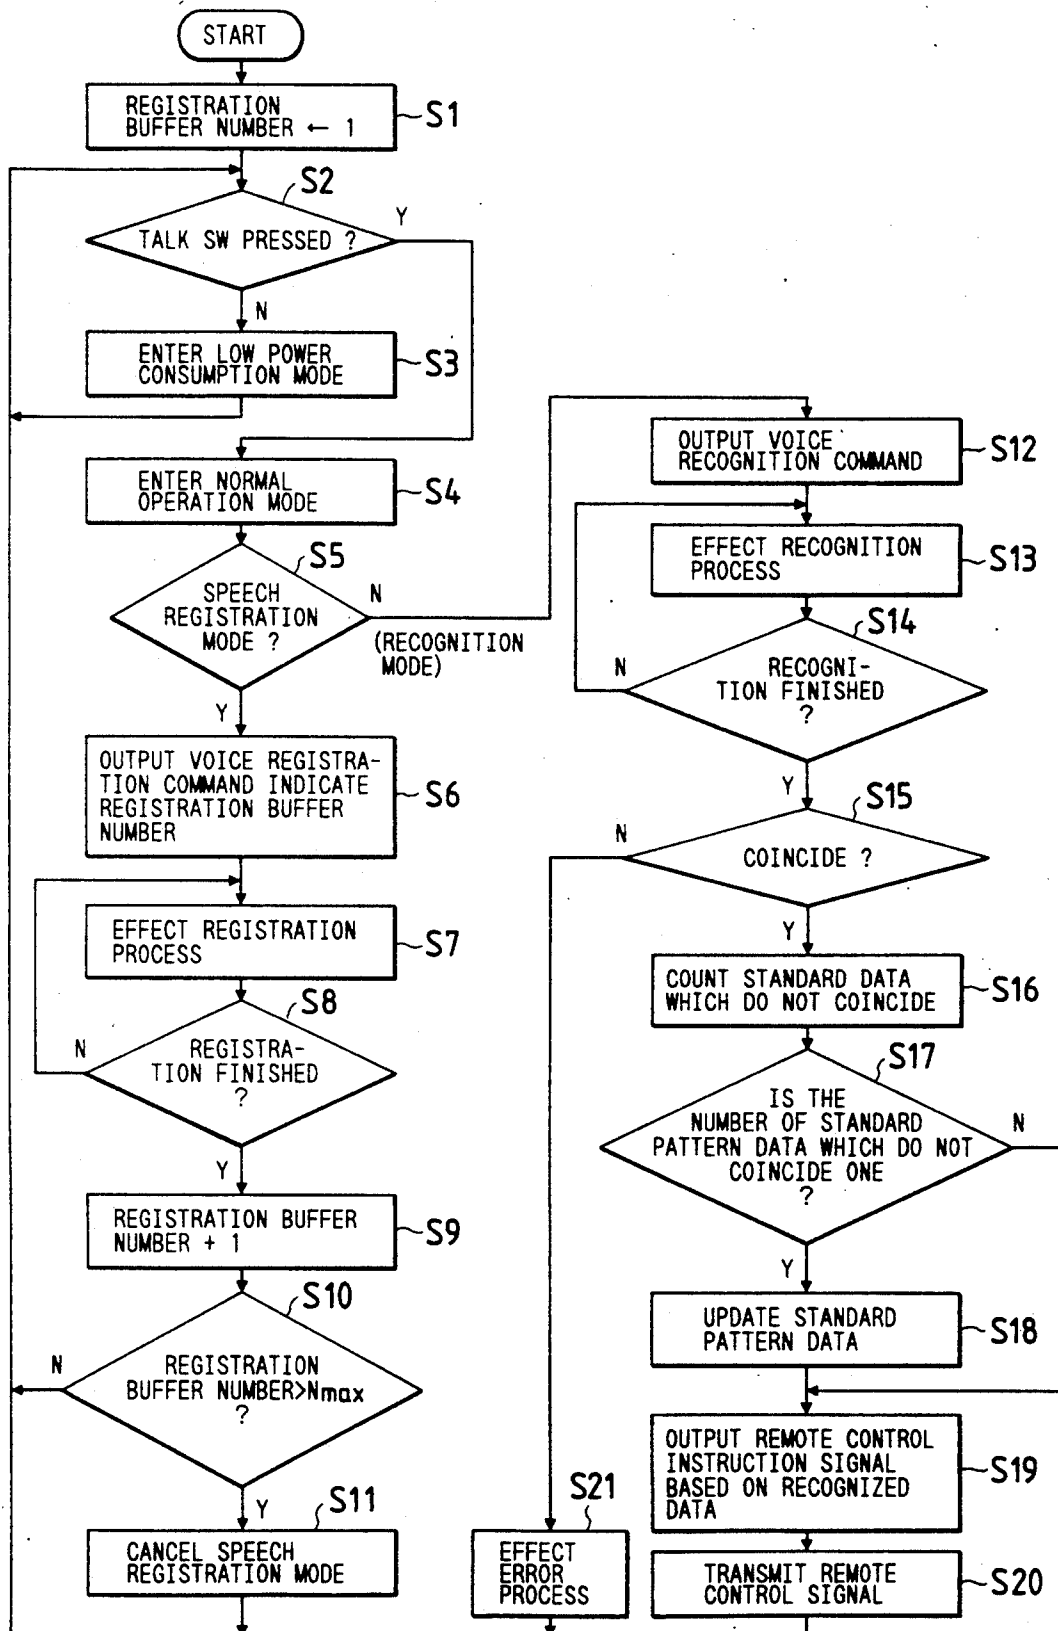 START
REGISTRATION
BUFFER NUMBER ← 1
S1
S2
TALK SW PRESSED ?
Y
N
ENTER LOW POWER
CONSUMPTION MODE
S3
ENTER NORMAL
OPERATION MODE
S4
S5
SPEECH
REGISTRATION
MODE ?
N
(RECOGNITION
MODE)
Y
OUTPUT VOICE REGISTRA-
TION COMMAND INDICATE
REGISTRATION BUFFER
NUMBER
S6
EFFECT REGISTRATION
PROCESS
S7
S8
REGISTRA-
TION FINISHED
?
N
Y
REGISTRATION BUFFER
NUMBER + 1
S9
S10
REGISTRATION
BUFFER NUMBER>Nmax
?
N
Y
S11
CANCEL SPEECH
REGISTRATION MODE
OUTPUT VOICE
RECOGNITION COMMAND
S12
EFFECT RECOGNITION
PROCESS
S13
S14
RECOGNI-
TION FINISHED
?
N
Y
S15
COINCIDE ?
N
Y
COUNT STANDARD DATA
WHICH DO NOT COINCIDE
S16
S17
IS THE
NUMBER OF STANDARD
PATTERN DATA WHICH DO NOT
COINCIDE ONE
?
N
Y
UPDATE STANDARD
PATTERN DATA
S18
OUTPUT REMOTE CONTROL
INSTRUCTION SIGNAL
BASED ON RECOGNIZED
DATA
S19
S21
EFFECT
ERROR
PROCESS
TRANSMIT REMOTE
CONTROL SIGNAL
S20